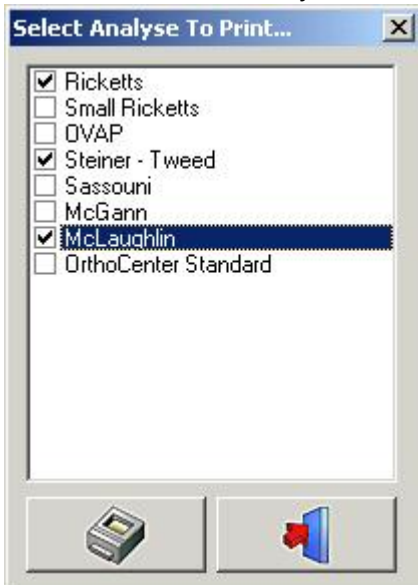 Select Analyse To Print...
Ricketts
Small Ricketts
OVAP
Steiner - Tweed
Sassouni
McGann
McLaughlin
OrthoCenter Standard